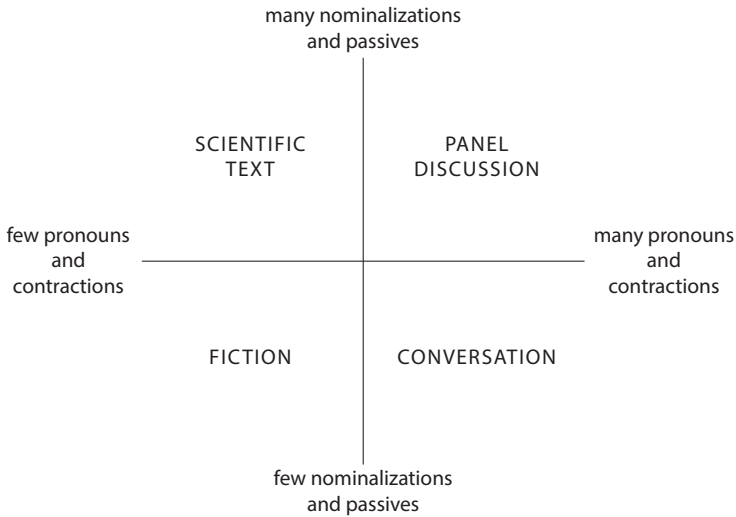 many nominalizations
and passives
SCIENTIFIC
TEXT
PANEL
DISCUSSION
few pronouns
and
contractions
many pronouns
and
contractions
FICTION
CONVERSATION
few nominalizations
and passives